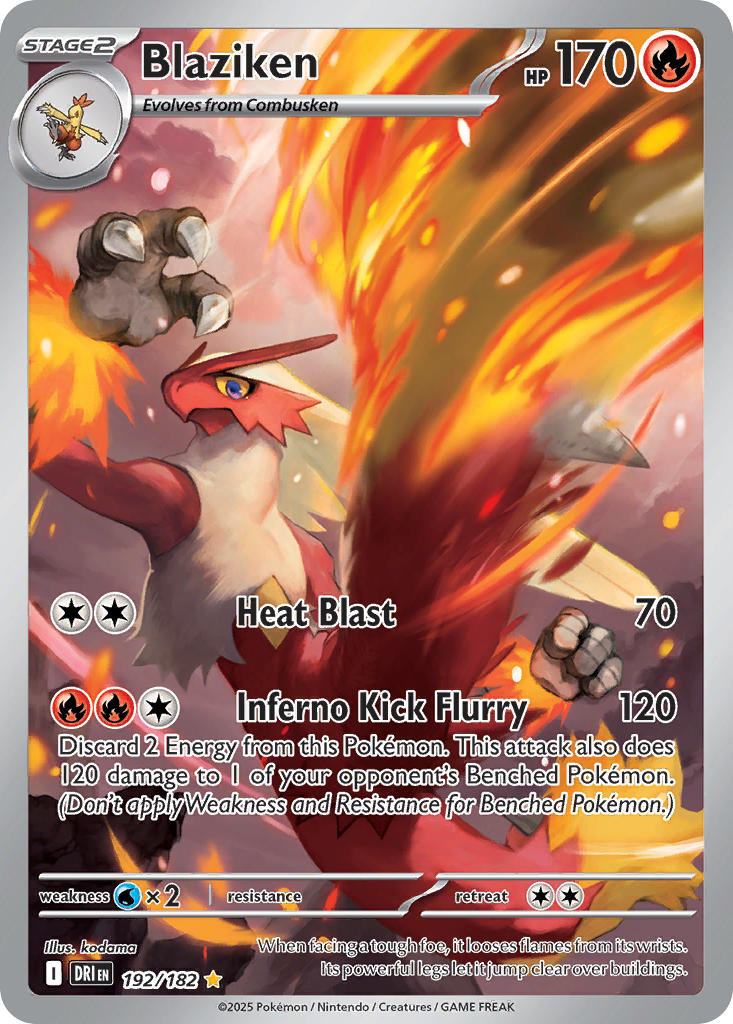 STAGE2
Blaziken
HP 170
Evolves from Combusken
Heat Blast 70
Inferno Kick Flurry 120
Discard 2 Energy from this Pokémon. This attack also does
120 damage to 1 of your opponent's Benched Pokémon.
(Don't apply Weakness and Resistance for Benched Pokémon.)
weakness ×2 resistance retreat
Illus. kodama
When facing a tough foe, it looses flames from its wrists.
Its powerful legs let it jump clear over buildings.
I DRI EN 192/182
©2025 Pokémon / Nintendo / Creatures / GAME FREAK